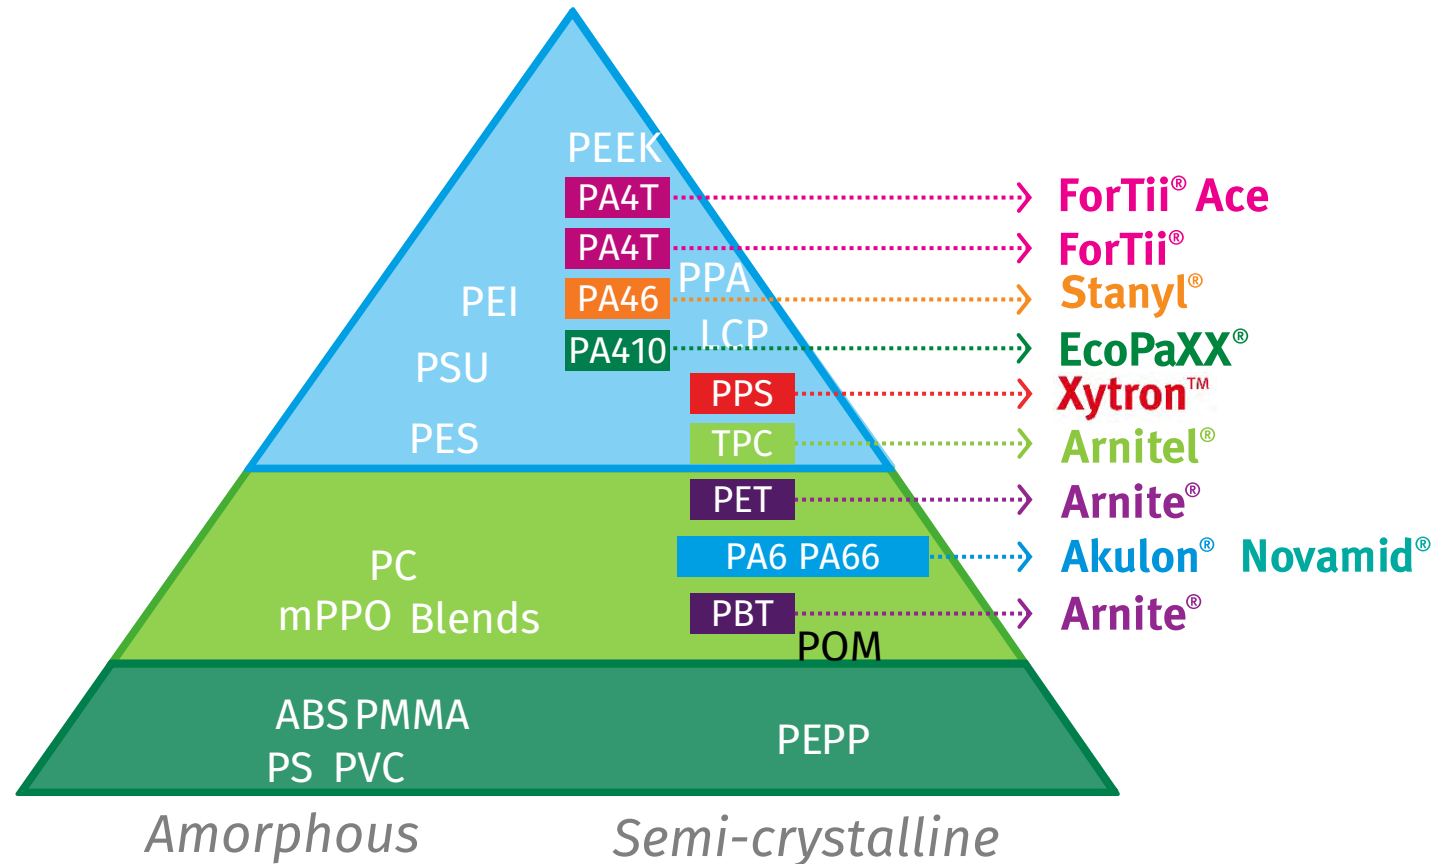 PEEK
PA4T ForTii® Ace
PA4T ForTii®
PPA
PEI PA46 Stanyl®
LCP
PSU PA410 EcoPaXX®
PPS Xytron™
PES TPC Arnitel®
PET Arnite®
PC PA6 PA66 Akulon® Novamid®
mPPO Blends PBT Arnite®
POM
ABS PMMA
PEPP
PS PVC
Amorphous Semi-crystalline